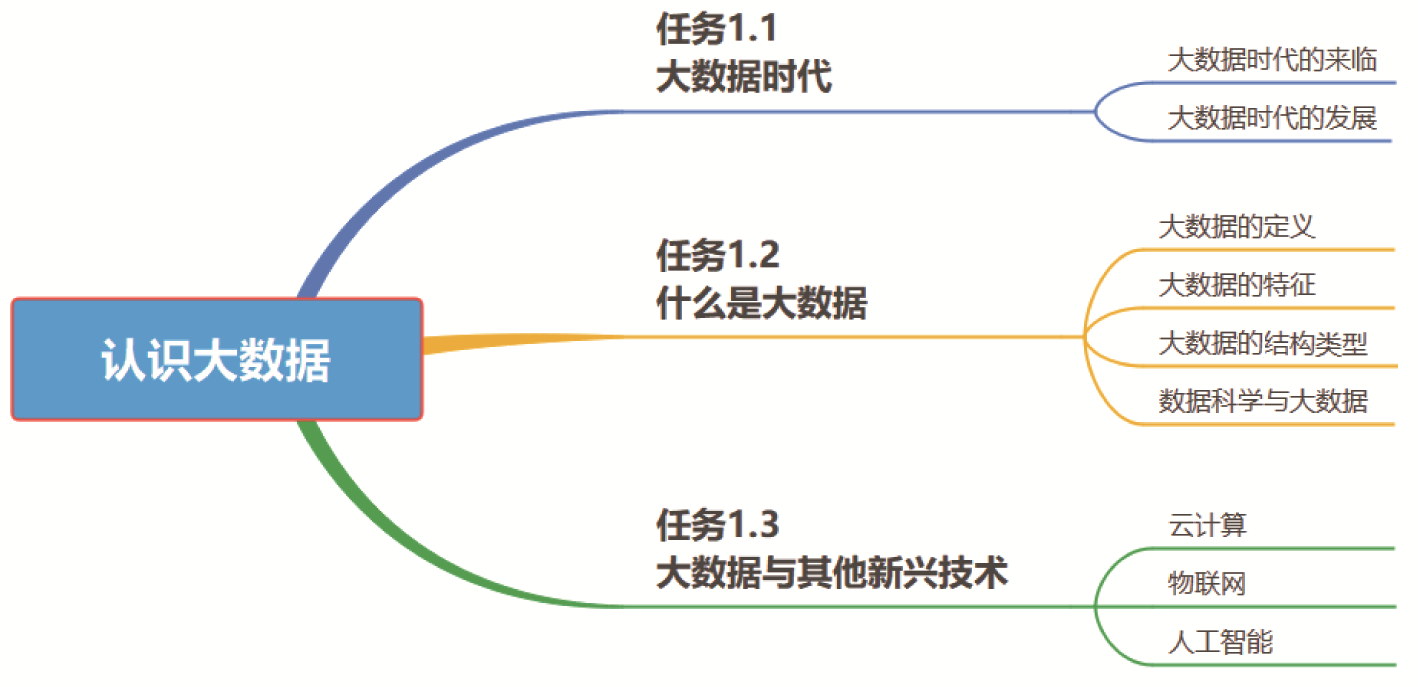 认识大数据
任务1.1
大数据时代
大数据时代的来临
大数据时代的发展
任务1.2
什么是大数据
大数据的定义
大数据的特征
大数据的结构类型
数据科学与大数据
任务1.3
大数据与其他新兴技术
云计算
物联网
人工智能